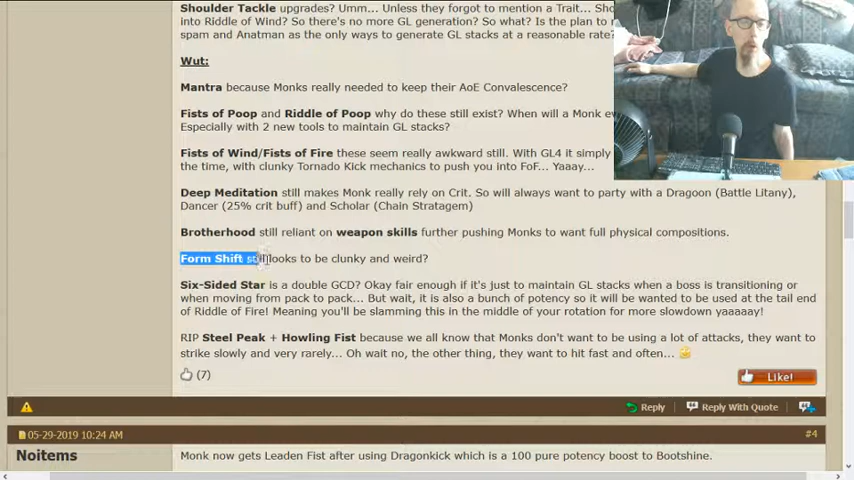 Shoulder Tackle upgrades? Umm... Unless they forgot to mention a Trait... Sho
into Riddle of Wind? So there's no more GL generation? So what? Is the plan to
spam and Anatman as the only ways to generate GL stacks at a reasonable rate?
Wut:
Mantra because Monks really needed to keep their AoE Convalescence?
Fists of Poop and Riddle of Poop why do these still exist? When will a Monk
Especially with 2 new tools to maintain GL stacks?
Fists of Wind/Fists of Fire these seem really awkward still. With GL4 it simply
the time, with clunky Tornado Kick mechanics to push you into FoF... Yaaay...
Deep Meditation still makes Monk really rely on Crit. So will always want to party with a Dragoon (Battle Litany),
Dancer (25% crit buff) and Scholar (Chain Stratagem)
Brotherhood still reliant on weapon skills further pushing Monks to want full physical compositions.
Form Shift still looks to be clunky and weird?
Six-Sided Star is a double GCD? Okay fair enough if it's just to maintain GL stacks when a boss is transitioning or
when moving from pack to pack... But wait, it is also a bunch of potency so it will be wanted to be used at the tail end
of Riddle of Fire! Meaning you'll be slamming this in the middle of your rotation for more slowdown yaaaaay!
RIP Steel Peak + Howling Fist because we all know that Monks don't want to be using a lot of attacks, they want to
strike slowly and very rarely... Oh wait no, the other thing, they want to hit fast and often...
(7)
Like!
Reply
Reply With Quote
05-29-2019 10:24 AM
#4
Noitems
Monk now gets Leaden Fist after using Dragonkick which is a 100 pure potency boost to Bootshine.